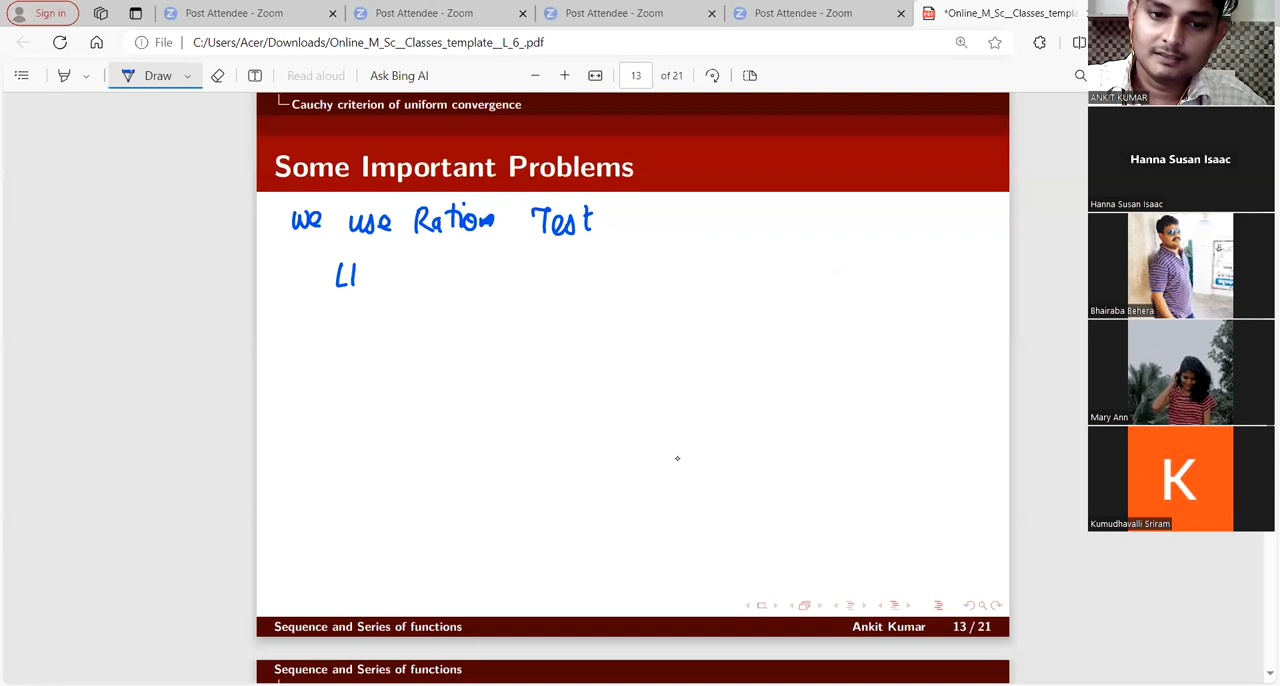 Sign in
Post Attendee - Zoom
Post Attendee - Zoom
Post Attendee - Zoom
Post Attendee - Zoom
*Online_M_Sc__Classes_templa
File
C:/Users/Acer/Downloads/Online_M_Sc__Classes_template__L_6_.pdf
Draw
Read aloud
Ask Bing AI
13
of 21
Cauchy criterion of uniform convergence
Some Important Problems
we use Ration Test
LI
Sequence and Series of functions
Ankit Kumar
13 / 21
Sequence and Series of functions
ANKIT KUMAR
Hanna Susan Isaac
Hanna Susan Isaac
Bhairaba Behera
Mary Ann
K
Kumudhavalli Sriram